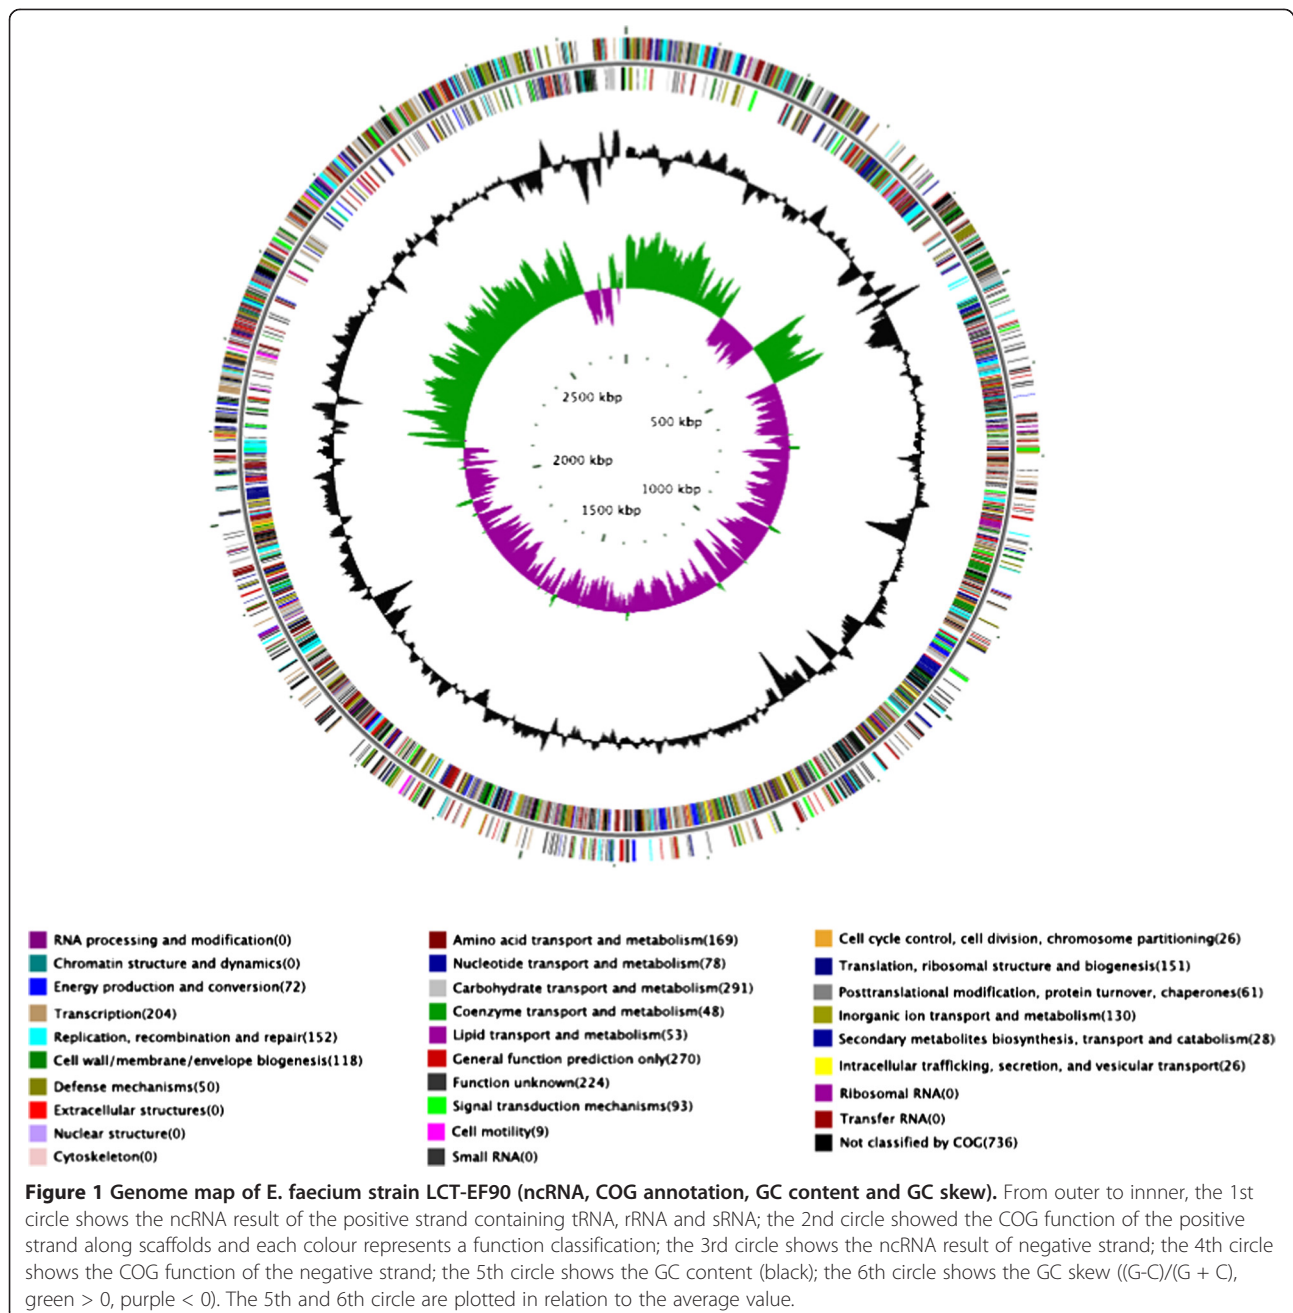 2500 kbp
500 kbp
2000 kbp
1000 kbp
1500 kbp
RNA processing and modification(0)
Chromatin structure and dynamics(0)
Energy production and conversion(72)
Transcription(204)
Replication, recombination and repair(152)
Cell wall/membrane/envelope biogenesis(118)
Defense mechanisms(50)
Extracellular structures(0)
Nuclear structure(0)
Cytoskeleton(0)
Amino acid transport and metabolism(169)
Nucleotide transport and metabolism(78)
Carbohydrate transport and metabolism(291)
Coenzyme transport and metabolism(48)
Lipid transport and metabolism(53)
General function prediction only(270)
Function unknown(224)
Signal transduction mechanisms(93)
Cell motility(9)
Small RNA(0)
Cell cycle control, cell division, chromosome partitioning(26)
Translation, ribosomal structure and biogenesis(151)
Posttranslational modification, protein turnover, chaperones(61)
Inorganic ion transport and metabolism(130)
Secondary metabolites biosynthesis, transport and catabolism(28)
Intracellular trafficking, secretion, and vesicular transport(26)
Ribosomal RNA(0)
Transfer RNA(0)
Not classified by COG(736)
Figure 1 Genome map of E. faecium strain LCT-EF90 (ncRNA, COG annotation, GC content and GC skew). From outer to innner, the 1st
circle shows the ncRNA result of the positive strand containing tRNA, rRNA and sRNA; the 2nd circle showed the COG function of the positive
strand along scaffolds and each colour represents a function classification; the 3rd circle shows the ncRNA result of negative strand; the 4th circle
shows the COG function of the negative strand; the 5th circle shows the GC content (black); the 6th circle shows the GC skew ((G-C)/(G + C),
green > 0, purple < 0). The 5th and 6th circle are plotted in relation to the average value.